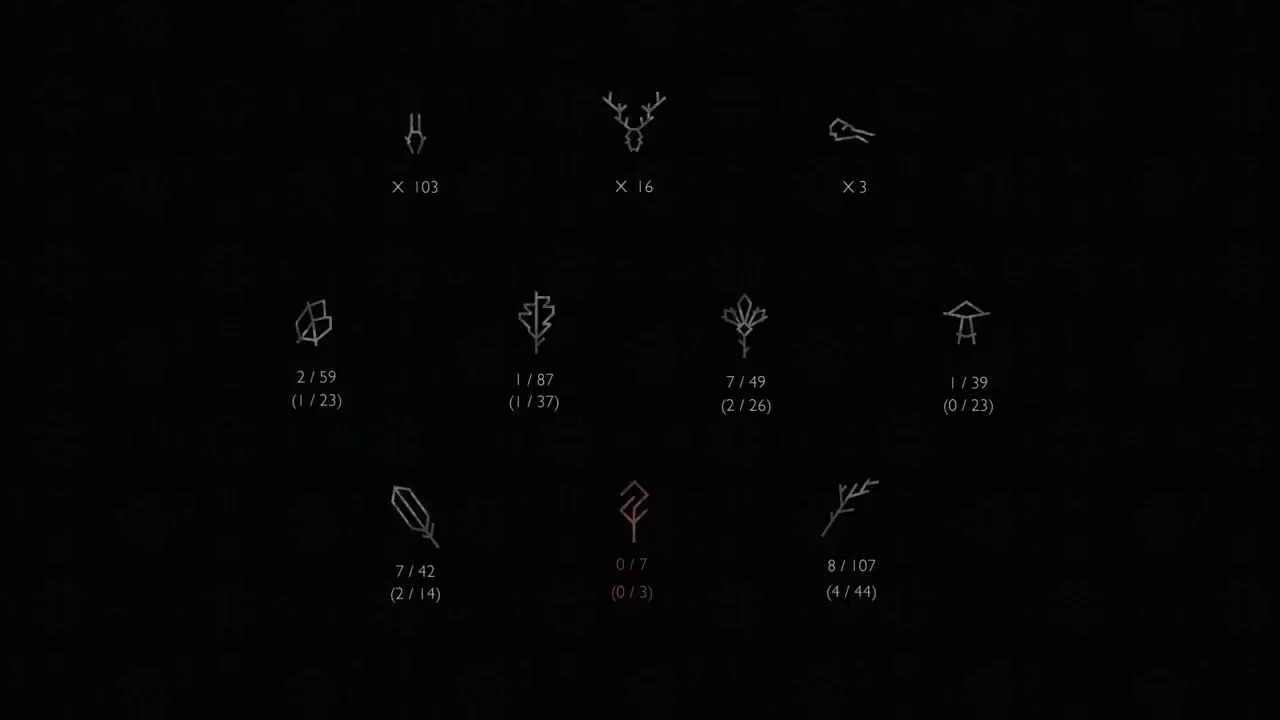 X 103
X 16
X 3
2 / 59
(1 / 23)
1 / 87
(1 / 37)
7 / 49
(2 / 26)
1 / 39
(0 / 23)
7 / 42
(2 / 14)
0 / 7
(0 / 3)
8 / 107
(4 / 44)